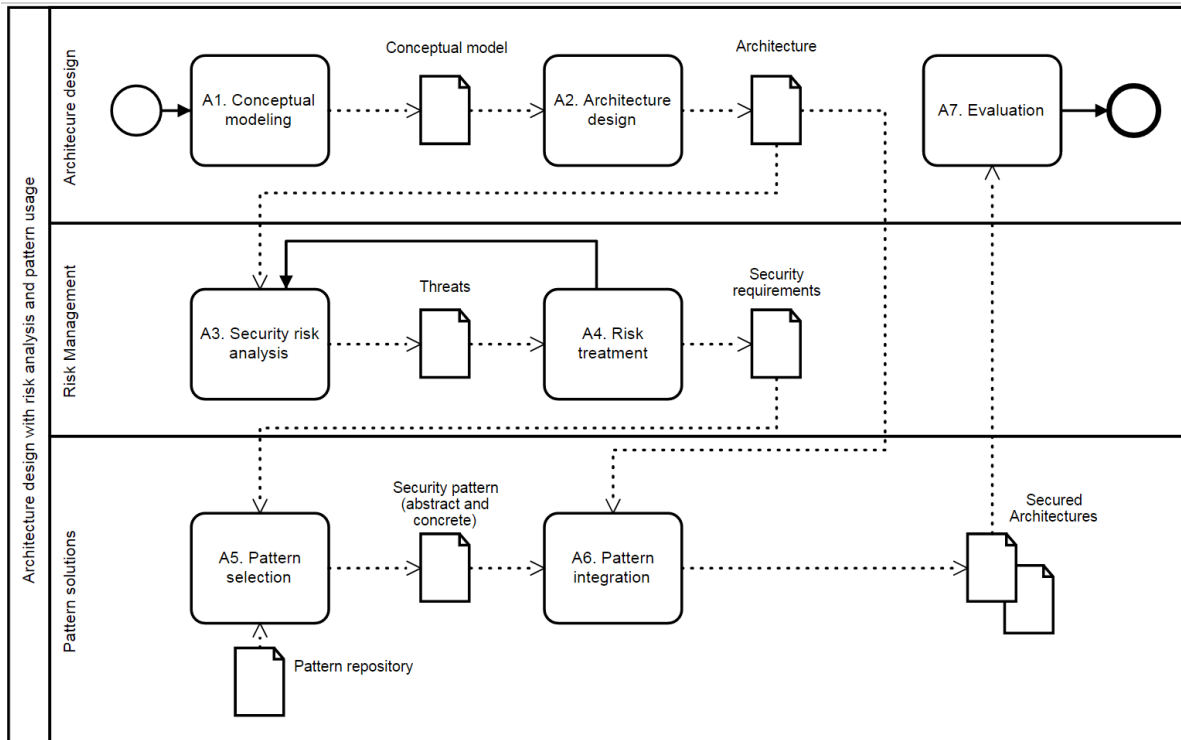 Architecture design with risk analysis and pattern usage
Architecure design
Conceptual model
Architecture
A1. Conceptual
modeling
A2. Architecture
design
A7. Evaluation
Risk Management
Threats
Security
requirements
A3. Security risk
analysis
A4. Risk
treatment
Pattern solutions
Security pattern
(abstract and
concrete)
Secured
Architectures
A5. Pattern
selection
A6. Pattern
integration
Pattern repository